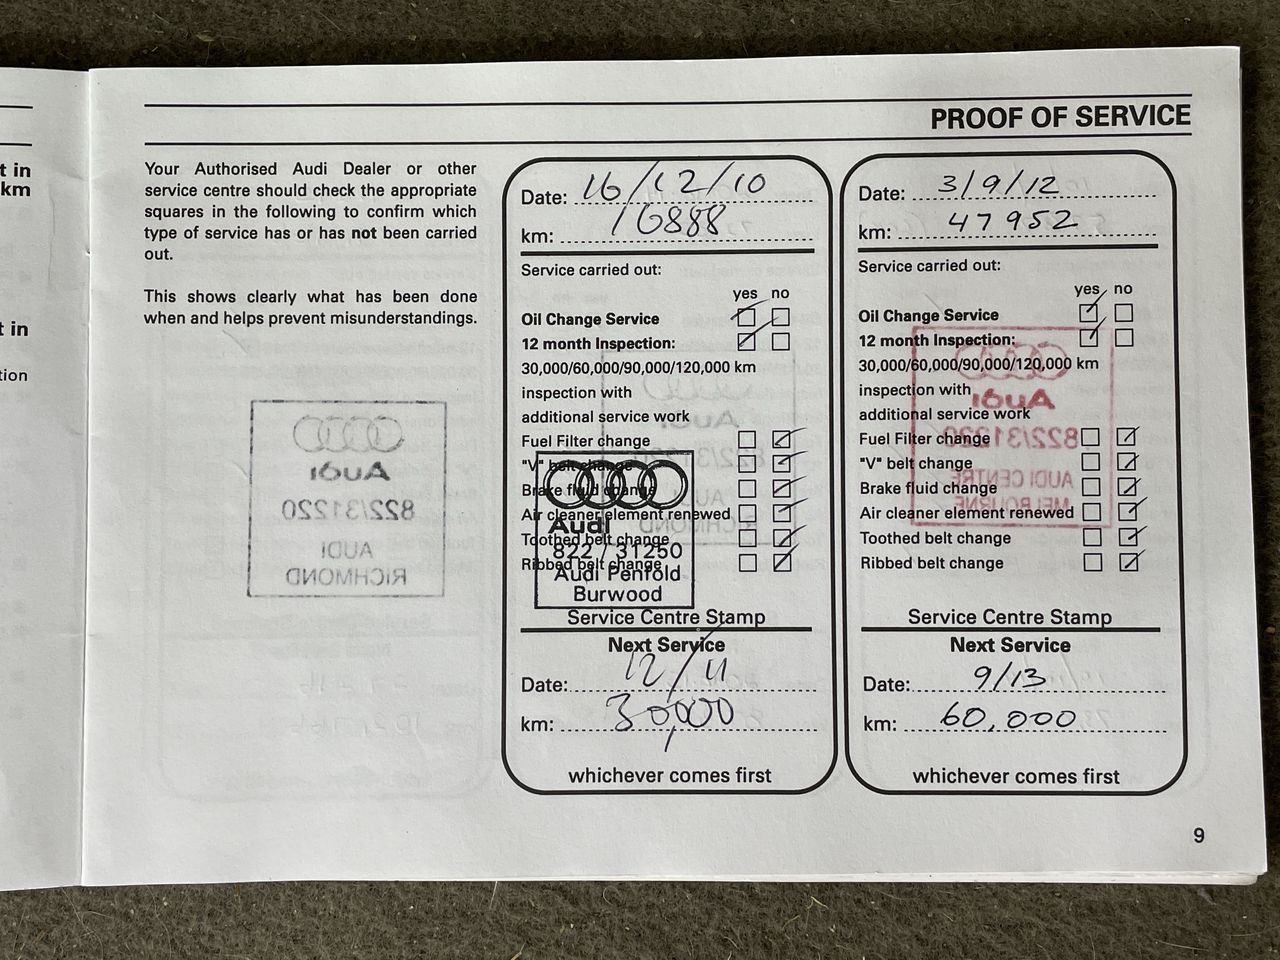 t in
km
t in
tion
PROOF OF SERVICE
Your Authorised Audi Dealer or other
service centre should check the appropriate
squares in the following to confirm which
type of service has or has not been carried
out.
This shows clearly what has been done
when and helps prevent misunderstandings.
Audi
822/31220
AUDI
RICHMOND
Date: 16/12/10
km: 16888
Service carried out:
yes no
Oil Change Service
12 month Inspection:
30,000/60,000/90,000/120,000 km
inspection with
additional service work
Fuel Filter change
"V" belt change
Brake fluid change
Air cleaner element renewed
Toothed belt change
Ribbed belt change
Audi
822 / 31250
Audi Penfold
Burwood
Service Centre Stamp
Next Service
Date: 12/11
km: 30,000
whichever comes first
Date: 3/9/12
km: 47952
Service carried out:
yes no
Oil Change Service
12 month Inspection:
30,000/60,000/90,000/120,000 km
inspection with
additional service work
Fuel Filter change
"V" belt change
Brake fluid change
Air cleaner element renewed
Toothed belt change
Ribbed belt change
Audi
822/31220
AUDI CENTRE
MELBOURNE
Service Centre Stamp
Next Service
Date: 9/13
km: 60,000
whichever comes first
9